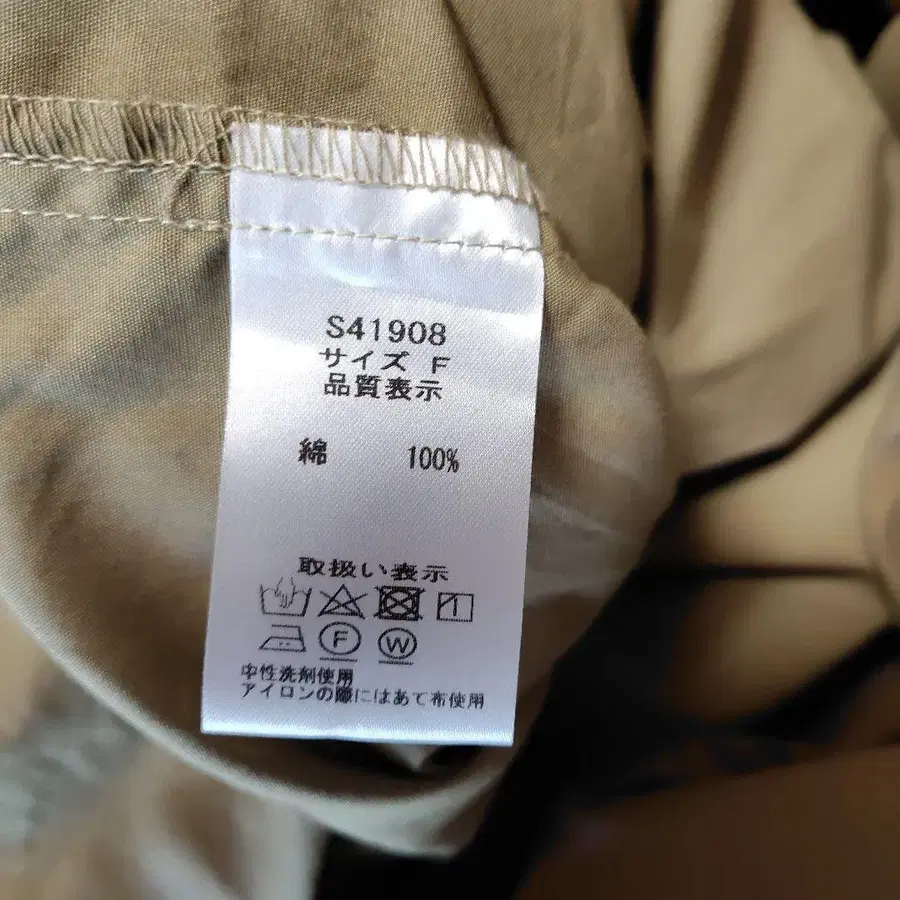 S41908
サイズ F
品質表示
綿 100%
取扱い表示
F W
中性洗剤使用
アイロンの際にはあて布使用